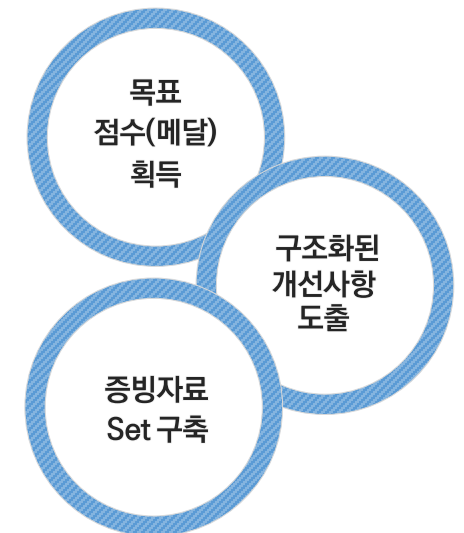 목표
점수(메달)
획득
구조화된
개선사항
도출
증빙자료
Set 구축